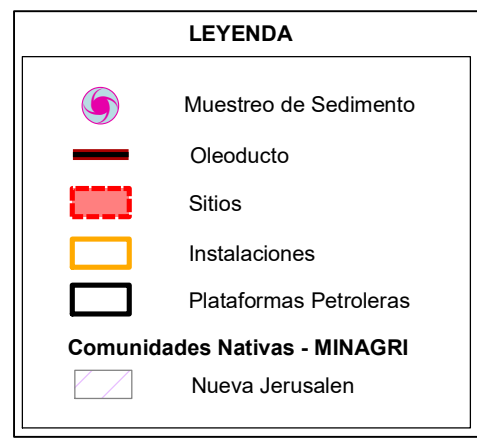 LEYENDA
Muestreo de Sedimento
Oleoducto
Sitios
Instalaciones
Plataformas Petroleras
Comunidades Nativas - MINAGRI
Nueva Jerusalen